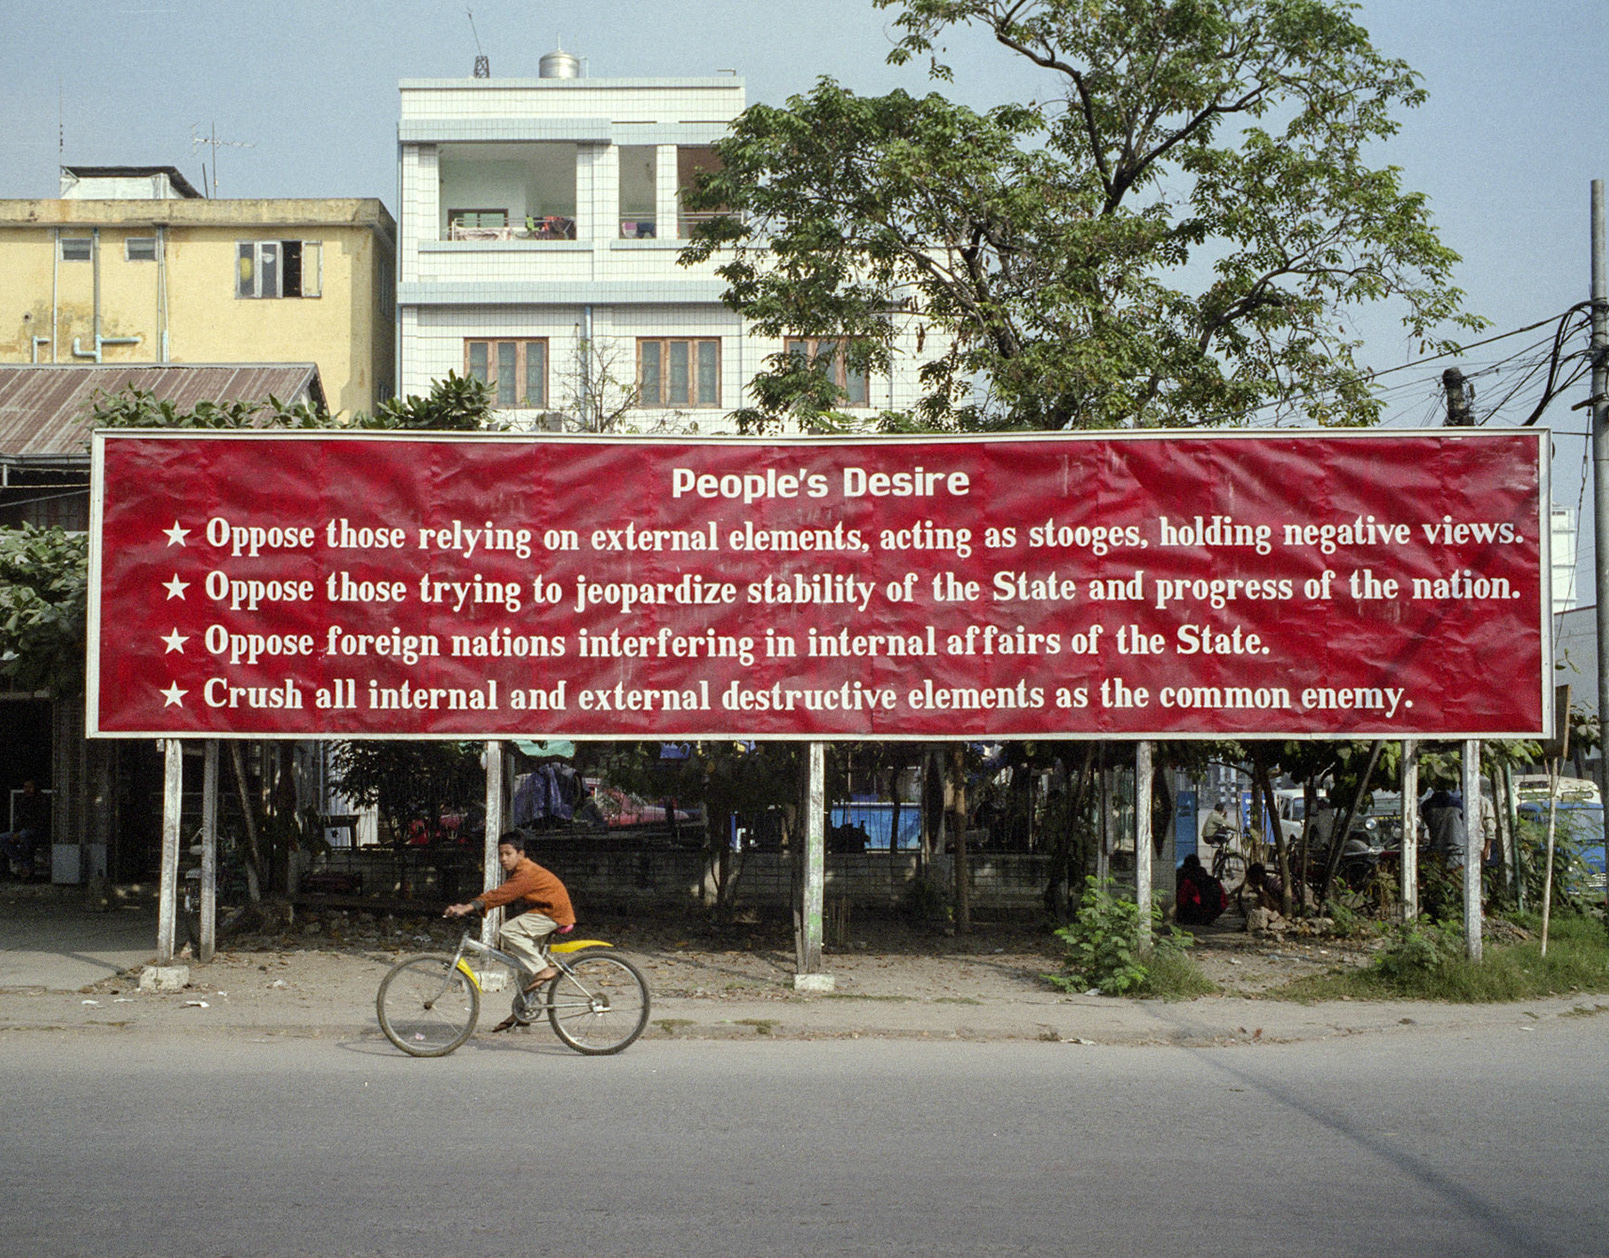 People's Desire
★ Oppose those relying on external elements, acting as stooges, holding negative views.
★ Oppose those trying to jeopardize stability of the State and progress of the nation.
★ Oppose foreign nations interfering in internal affairs of the State.
★ Crush all internal and external destructive elements as the common enemy.